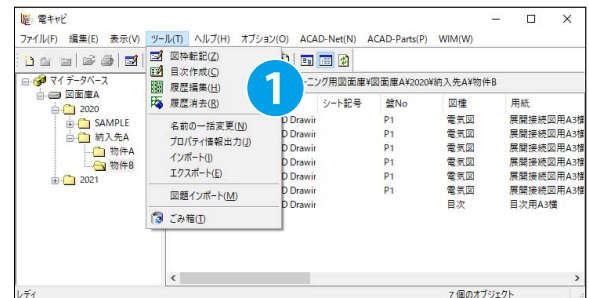 電キャビ
ファイル(F) 編集(E) 表示(V) ツール(T) ヘルプ(H) オプション(O) ACAD-Net(N) ACAD-Parts(P) WIM(W)
図枠転記(Z)
目次作成(C)
履歴編集(H)
履歴消去(R)
名前の一括変更(N)
プロパティ情報出力(J)
インポート(I)
エクスポート(E)
図題インポート(M)
ごみ箱(T)
1
マイ データベース
図面庫A
2020
SAMPLE
納入先A
物件A
物件B
2021
ニング用図面庫¥図面庫A¥2020¥納入先A¥物件B
シート記号 盤No 図種 用紙
D Drawir P1 電気図 展開接続図用A3横
D Drawir P1 電気図 展開接続図用A3横
D Drawir P1 電気図 展開接続図用A3横
D Drawir P1 電気図 展開接続図用A3横
D Drawir P1 電気図 展開接続図用A3横
D Drawir P1 電気図 展開接続図用A3横
D Drawir 目次 目次用A3横
レディ 7 個のオブジェクト